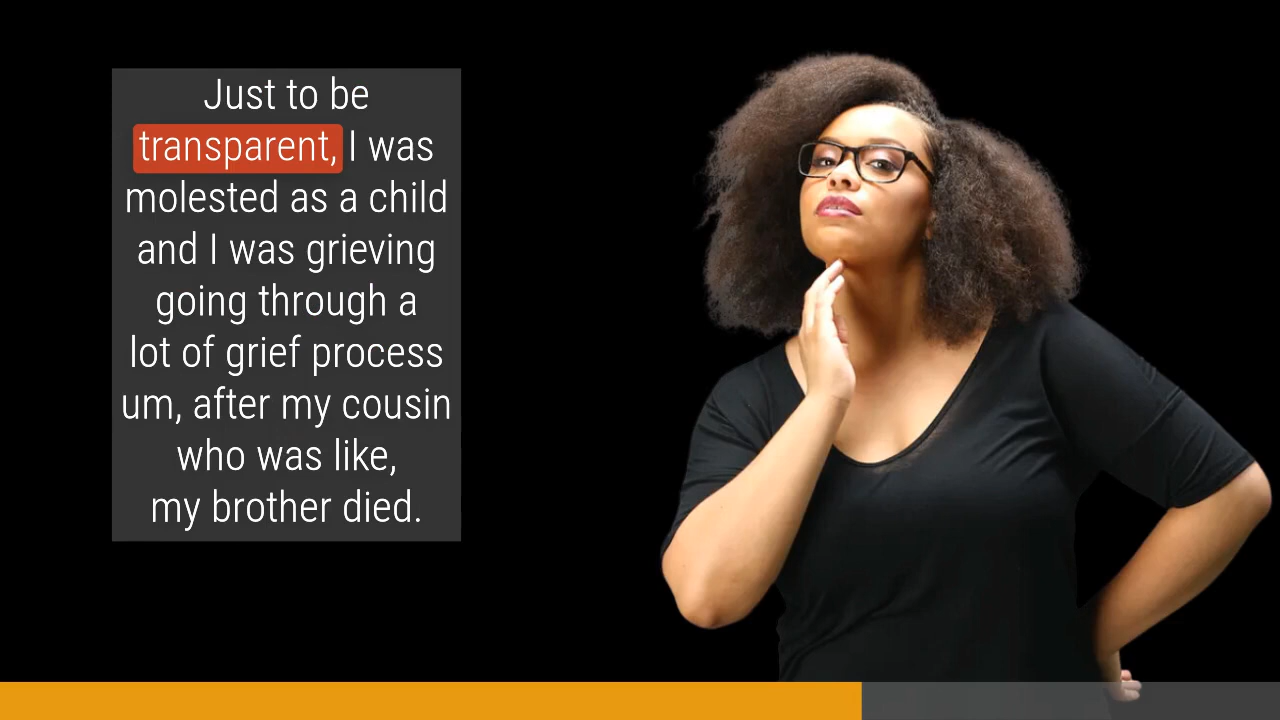 Just to be
transparent, I was
molested as a child
and I was grieving
going through a
lot of grief process
um, after my cousin
who was like,
my brother died.